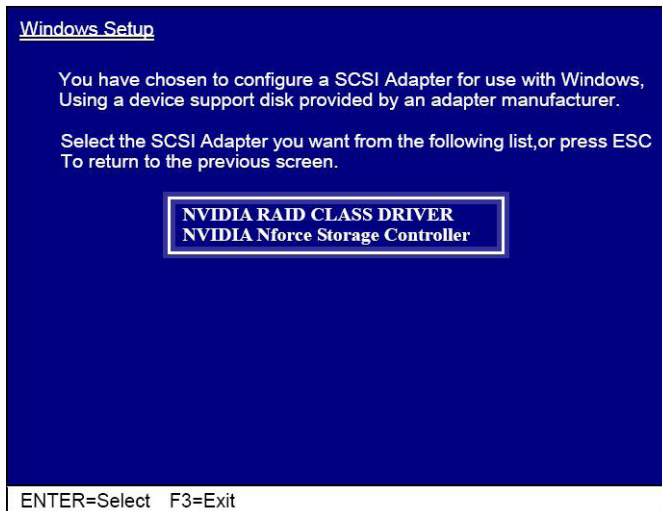 Windows Setup
You have chosen to configure a SCSI Adapter for use with Windows,
Using a device support disk provided by an adapter manufacturer.
Select the SCSI Adapter you want from the following list,or press ESC
To return to the previous screen.
NVIDIA RAID CLASS DRIVER
NVIDIA Nforce Storage Controller
ENTER=Select F3=Exit